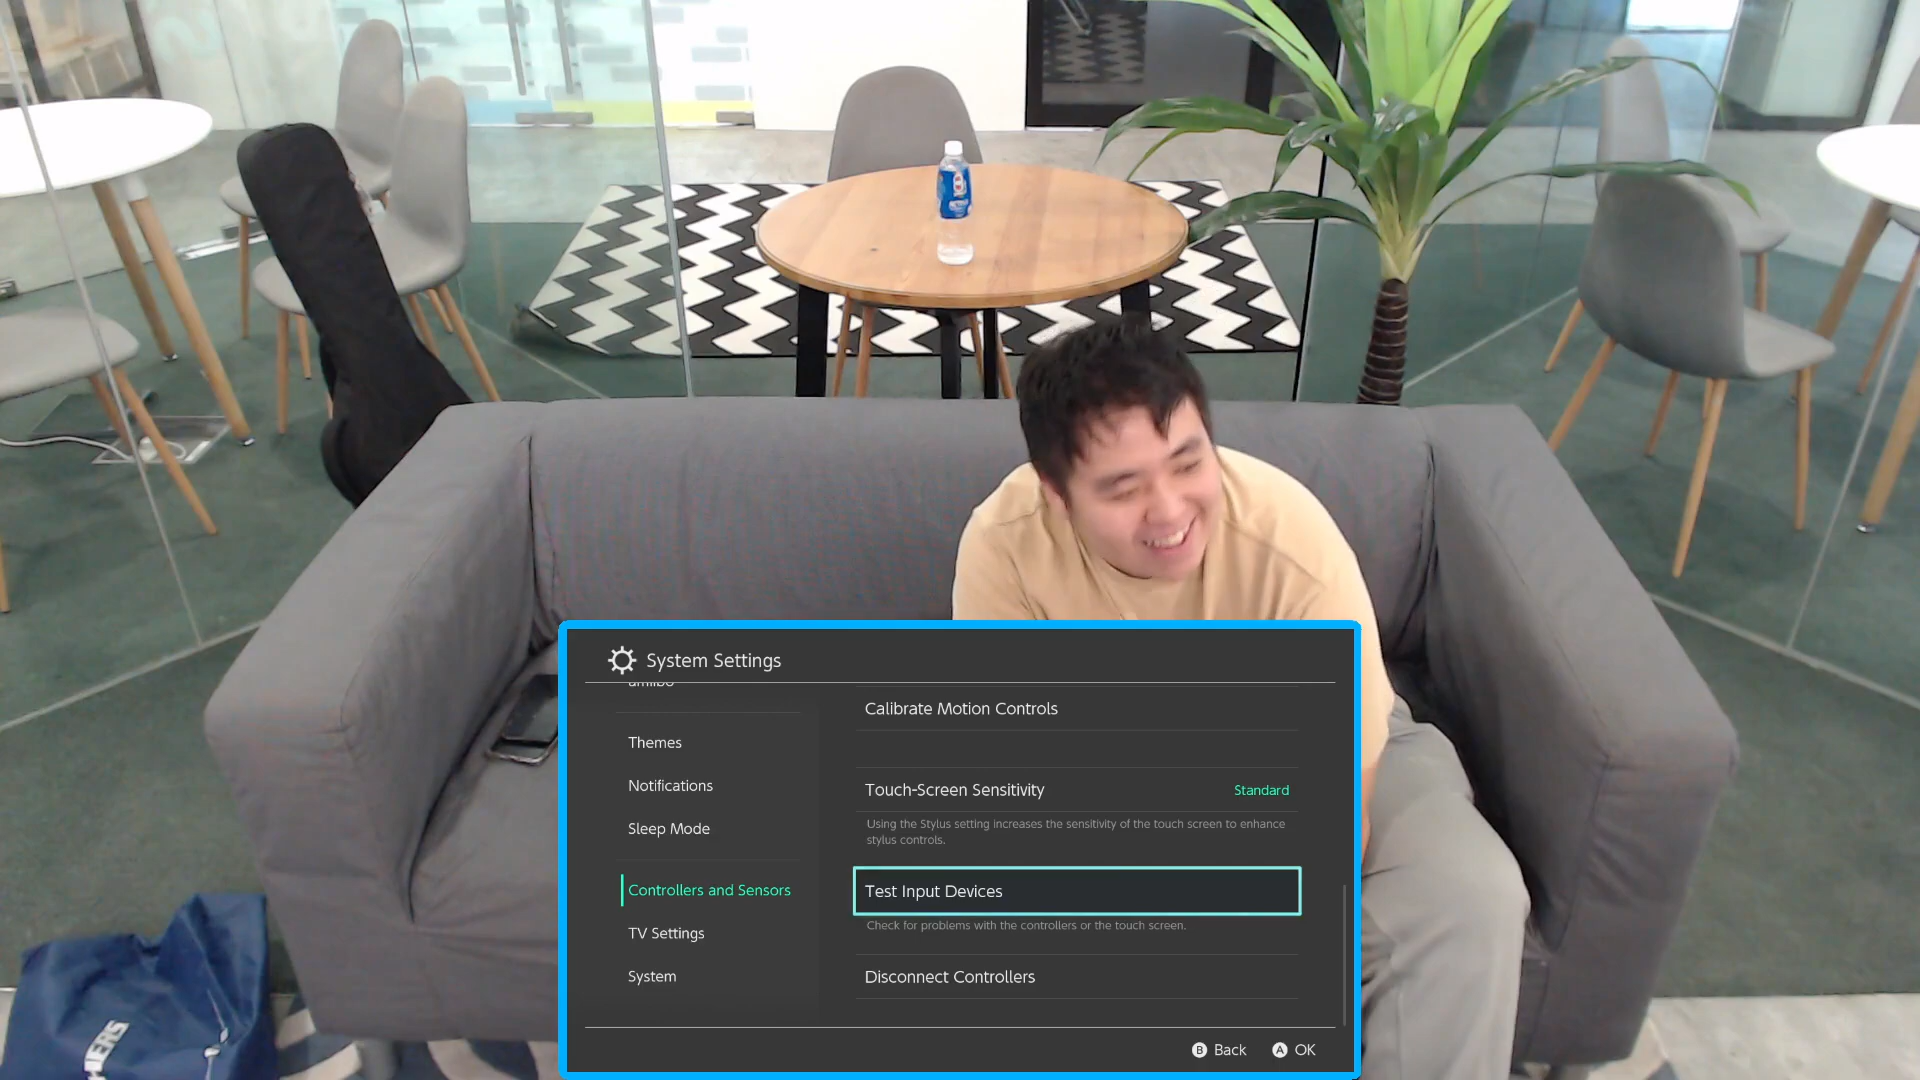 System Settings
amiibo
Themes
Notifications
Sleep Mode
Controllers and Sensors
TV Settings
System
Calibrate Motion Controls
Touch-Screen Sensitivity Standard
Using the Stylus setting increases the sensitivity of the touch screen to enhance
stylus controls.
Test Input Devices
Check for problems with the controllers or the touch screen.
Disconnect Controllers
B Back A OK